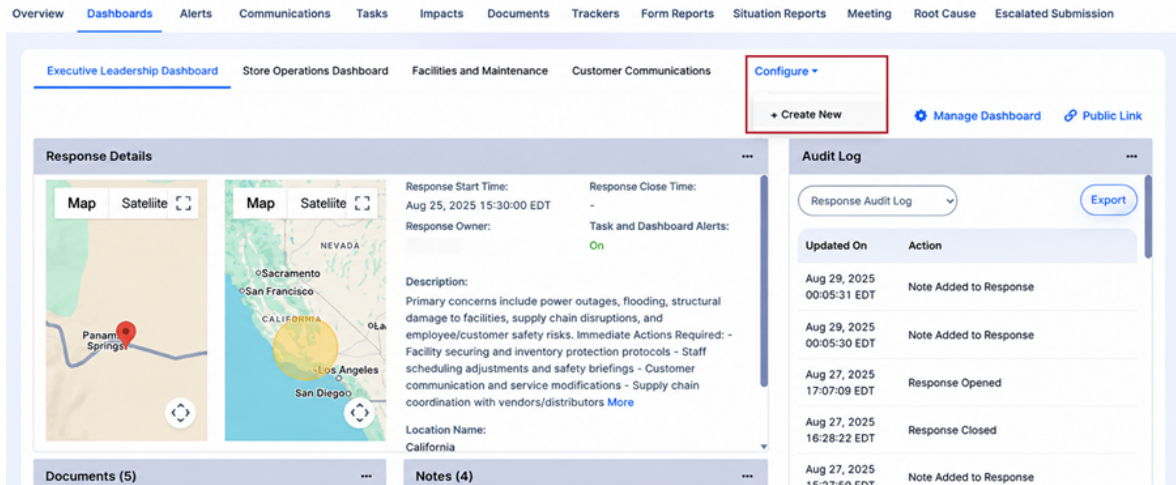 Overview Dashboards Alerts Communications Tasks Impacts Documents Trackers Form Reports Situation Reports Meeting Root Cause Escalated Submission
Executive Leadership Dashboard Store Operations Dashboard Facilities and Maintenance Customer Communications Configure
+ Create New
Manage Dashboard Public Link
Response Details
Map Sateliite
Panam
Springs
Map Sateliite
NEVADA
Sacramento
San Francisco
CALIFORNIA
Los Angeles
San Diegoo
Response Start Time: Response Close Time:
Aug 25, 2025 15:30:00 EDT -
Response Owner: Task and Dashboard Alerts:
On
Description:
Primary concerns include power outages, flooding, structural
damage to facilities, supply chain disruptions, and
employee/customer safety risks. Immediate Actions Required: -
Facility securing and inventory protection protocols - Staff
scheduling adjustments and safety briefings - Customer
communication and service modifications - Supply chain
coordination with vendors/distributors More
Location Name:
California
Audit Log
Response Audit Log Export
Updated On Action
Aug 29, 2025
00:05:31 EDT Note Added to Response
Aug 29, 2025
00:05:30 EDT Note Added to Response
Aug 27, 2025
17:07:09 EDT Response Opened
Aug 27, 2025
16:28:22 EDT Response Closed
Aug 27, 2025
15:27:50 EDT Note Added to Response
Documents (5)
Notes (4)